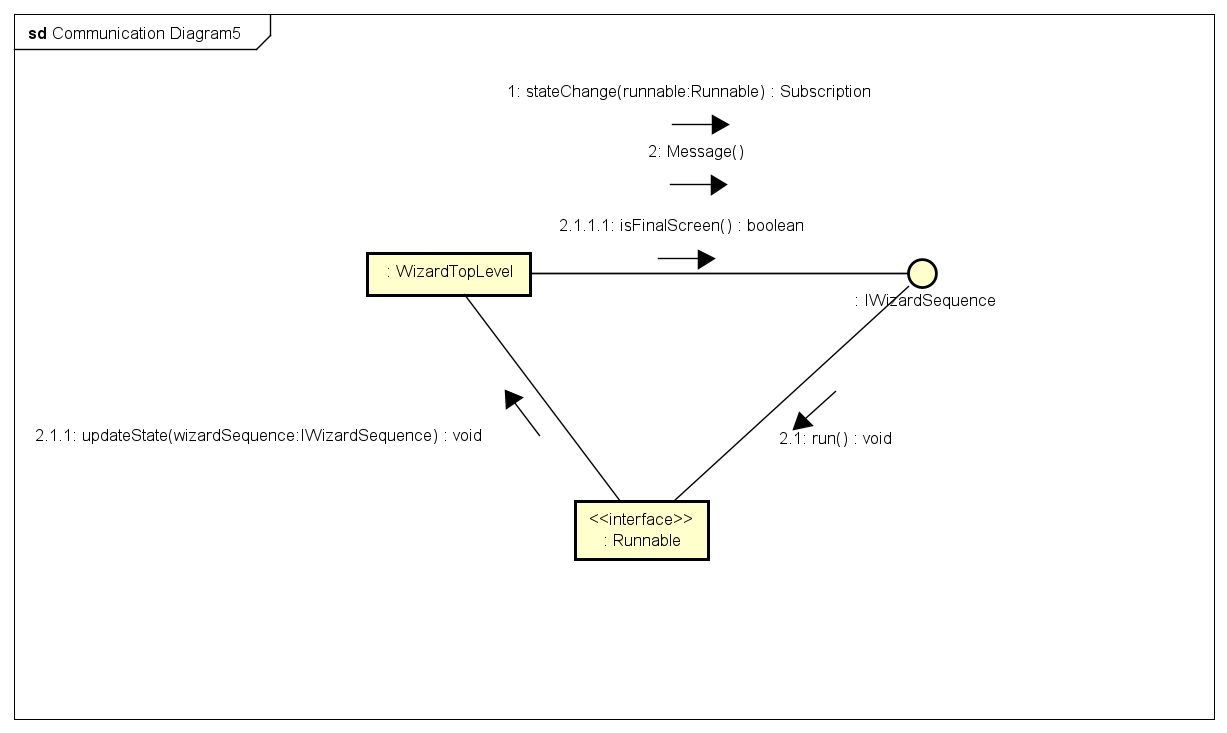 sd Communication Diagram5
1: stateChange(runnable:Runnable) : Subscription
2: Message()
2.1.1.1: isFinalScreen() : boolean
: WizardTopLevel
: IWizardSequence
2.1.1: updateState(wizardSequence:IWizardSequence) : void
2.1: run() : void
<<interface>>
: Runnable